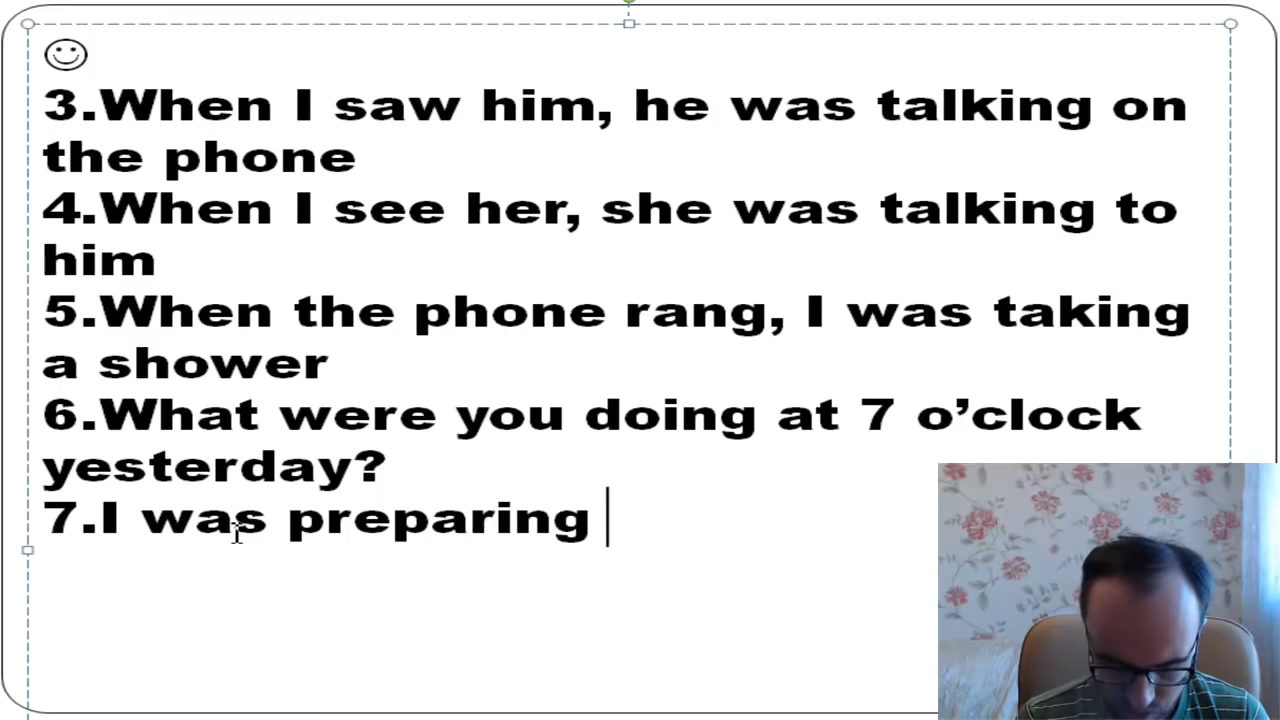 3.When I saw him, he was talking on
the phone
4.When I see her, she was talking to
him
5.When the phone rang, I was taking
a shower
6.What were you doing at 7 o’clock
yesterday?
7.I was preparing